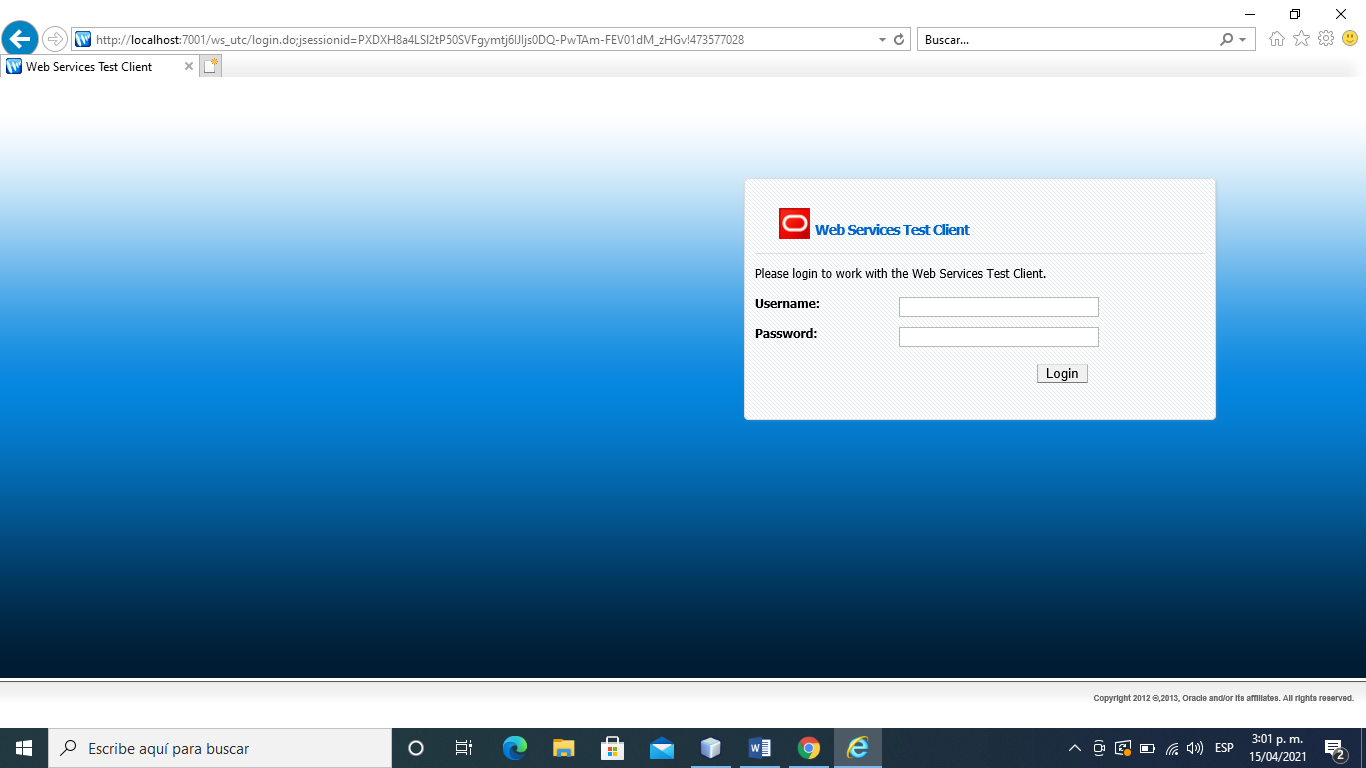 http://localhost:7001/ws_utc/login.do;jsessionid=PXDXH8a4LSI2tP50SVFgymtj6IJljs0DQ-PwTAm-FEV01dM_zHGv!473577028
Buscar...
Web Services Test Client
Web Services Test Client
Please login to work with the Web Services Test Client.
Username:
Password:
Login
Copyright 2012 ©,2013, Oracle and/or its affiliates. All rights reserved.
Escribe aquí para buscar
ESP
3:01 p. m.
15/04/2021
2